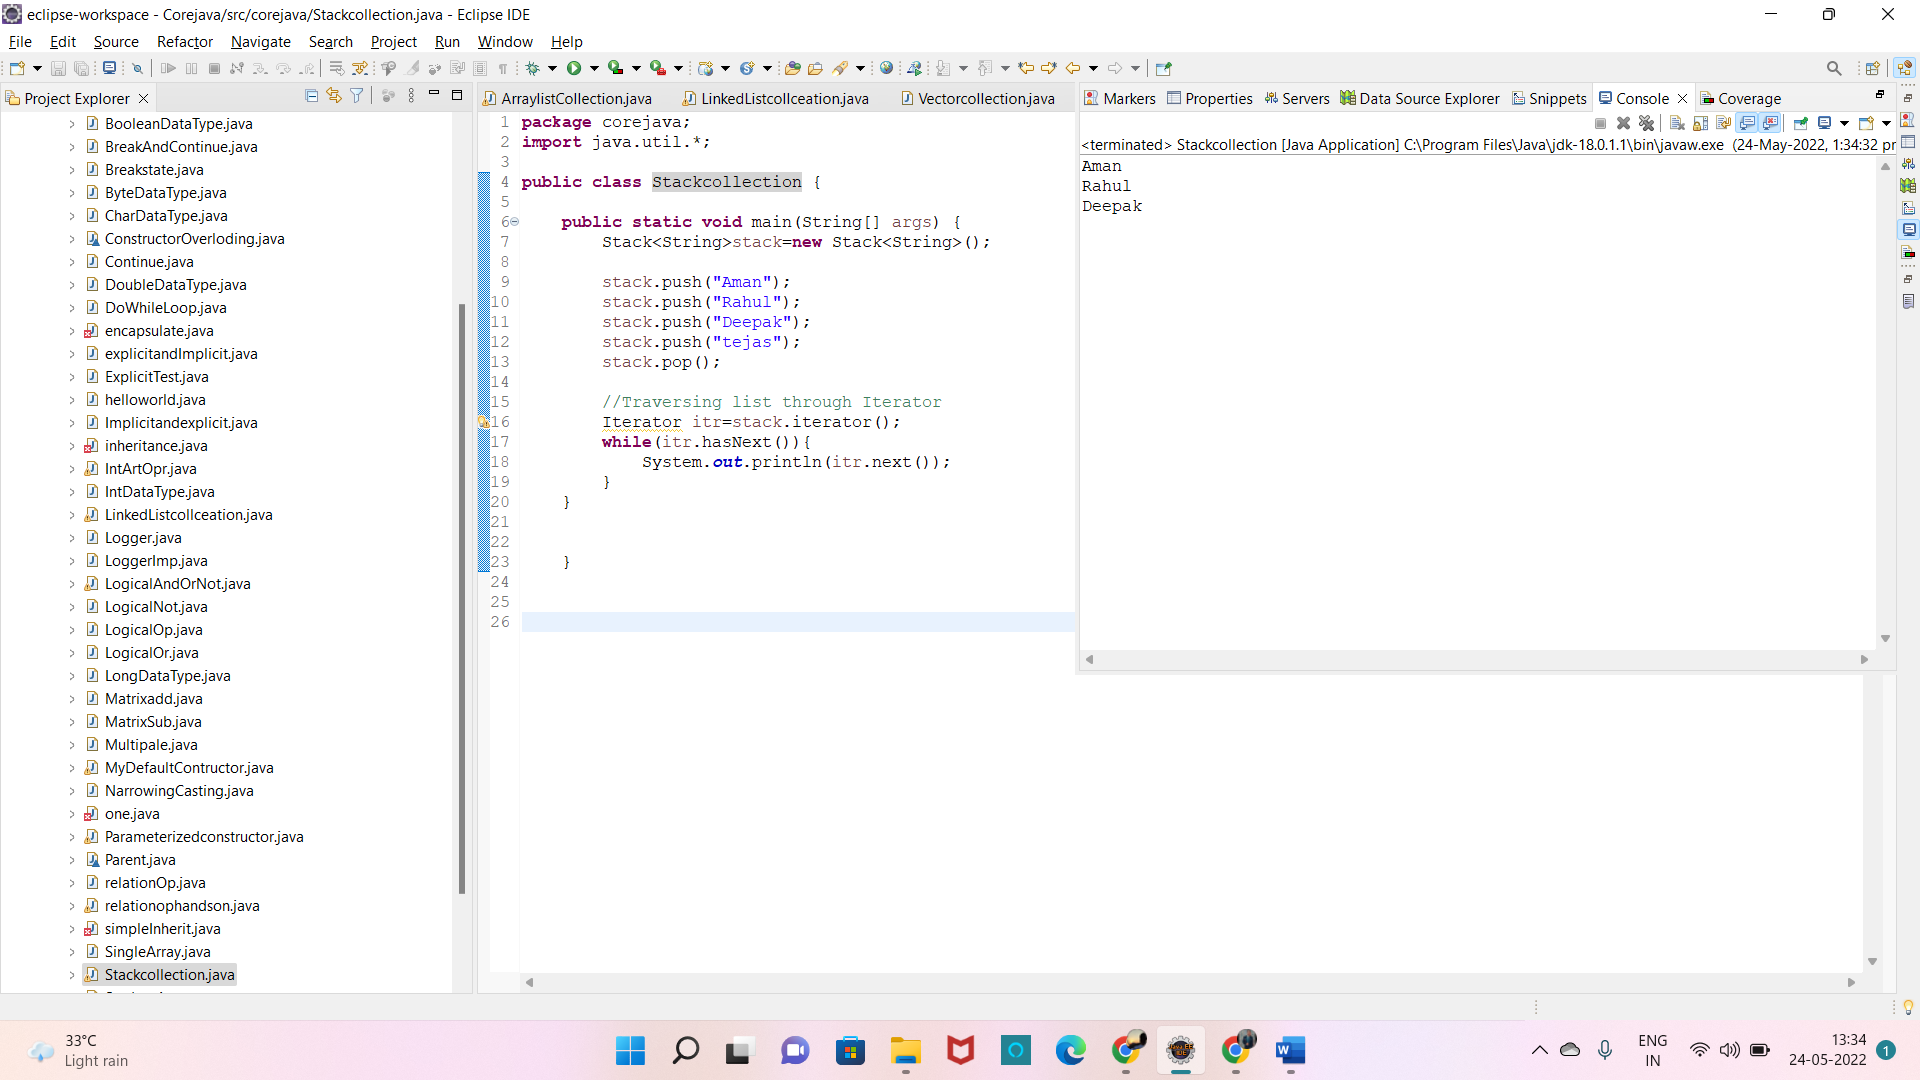 eclipse-workspace - Corejava/src/corejava/Stackcollection.java - Eclipse IDE
File Edit Source Refactor Navigate Search Project Run Window Help
Project Explorer
BooleanDataType.java
BreakAndContinue.java
Breakstate.java
ByteDataType.java
CharDataType.java
ConstructorOverloding.java
Continue.java
DoubleDataType.java
DoWhileLoop.java
encapsulate.java
explicitandImplicit.java
ExplicitTest.java
helloworld.java
Implicitandexplicit.java
inheritance.java
IntArtOpr.java
IntDataType.java
LinkedListcollceation.java
Logger.java
LoggerImp.java
LogicalAndOrNot.java
LogicalNot.java
LogicalOp.java
LogicalOr.java
LongDataType.java
Matrixadd.java
MatrixSub.java
Multipale.java
MyDefaultContructor.java
NarrowingCasting.java
one.java
Parameterizedconstructor.java
Parent.java
relationOp.java
relationophandson.java
simpleInherit.java
SingleArray.java
Stackcollection.java
ArraylistCollection.java LinkedListcollceation.java Vectorcollection.java
1 package corejava;
2 import java.util.*;
3
4 public class Stackcollection {
5
6 public static void main(String[] args) {
7 Stack<String>stack=new Stack<String>();
8
9 stack.push("Aman");
10 stack.push("Rahul");
11 stack.push("Deepak");
12 stack.push("tejas");
13 stack.pop();
14
15 //Traversing list through Iterator
16 Iterator itr=stack.iterator();
17 while(itr.hasNext()){
18 System.out.println(itr.next());
19 }
20 }
21
22
23 }
24
25
26
Markers Properties Servers Data Source Explorer Snippets Console Coverage
<terminated> Stackcollection [Java Application] C:\Program Files\Java\jdk-18.0.1.1\bin\javaw.exe (24-May-2022, 1:34:32 pr
Aman
Rahul
Deepak
33°C
Light rain
ENG
IN
13:34
24-05-2022
1